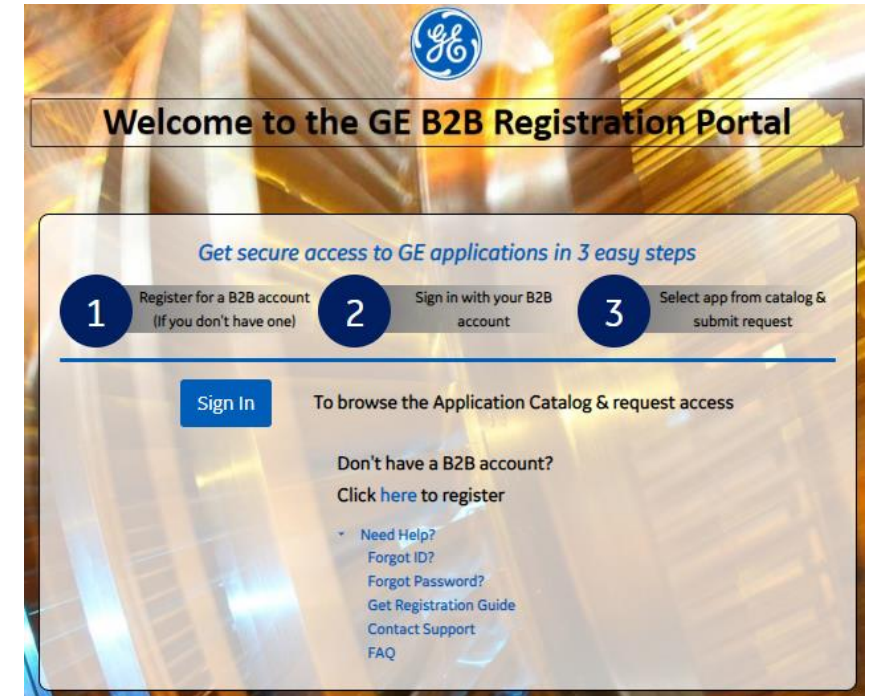 GE
Welcome to the GE B2B Registration Portal
Get secure access to GE applications in 3 easy steps
1
Register for a B2B account
(If you don't have one)
2
Sign in with your B2B
account
3
Select app from catalog &
submit request
Sign In
To browse the Application Catalog & request access
Don't have a B2B account?
Click here to register
Need Help?
Forgot ID?
Forgot Password?
Get Registration Guide
Contact Support
FAQ